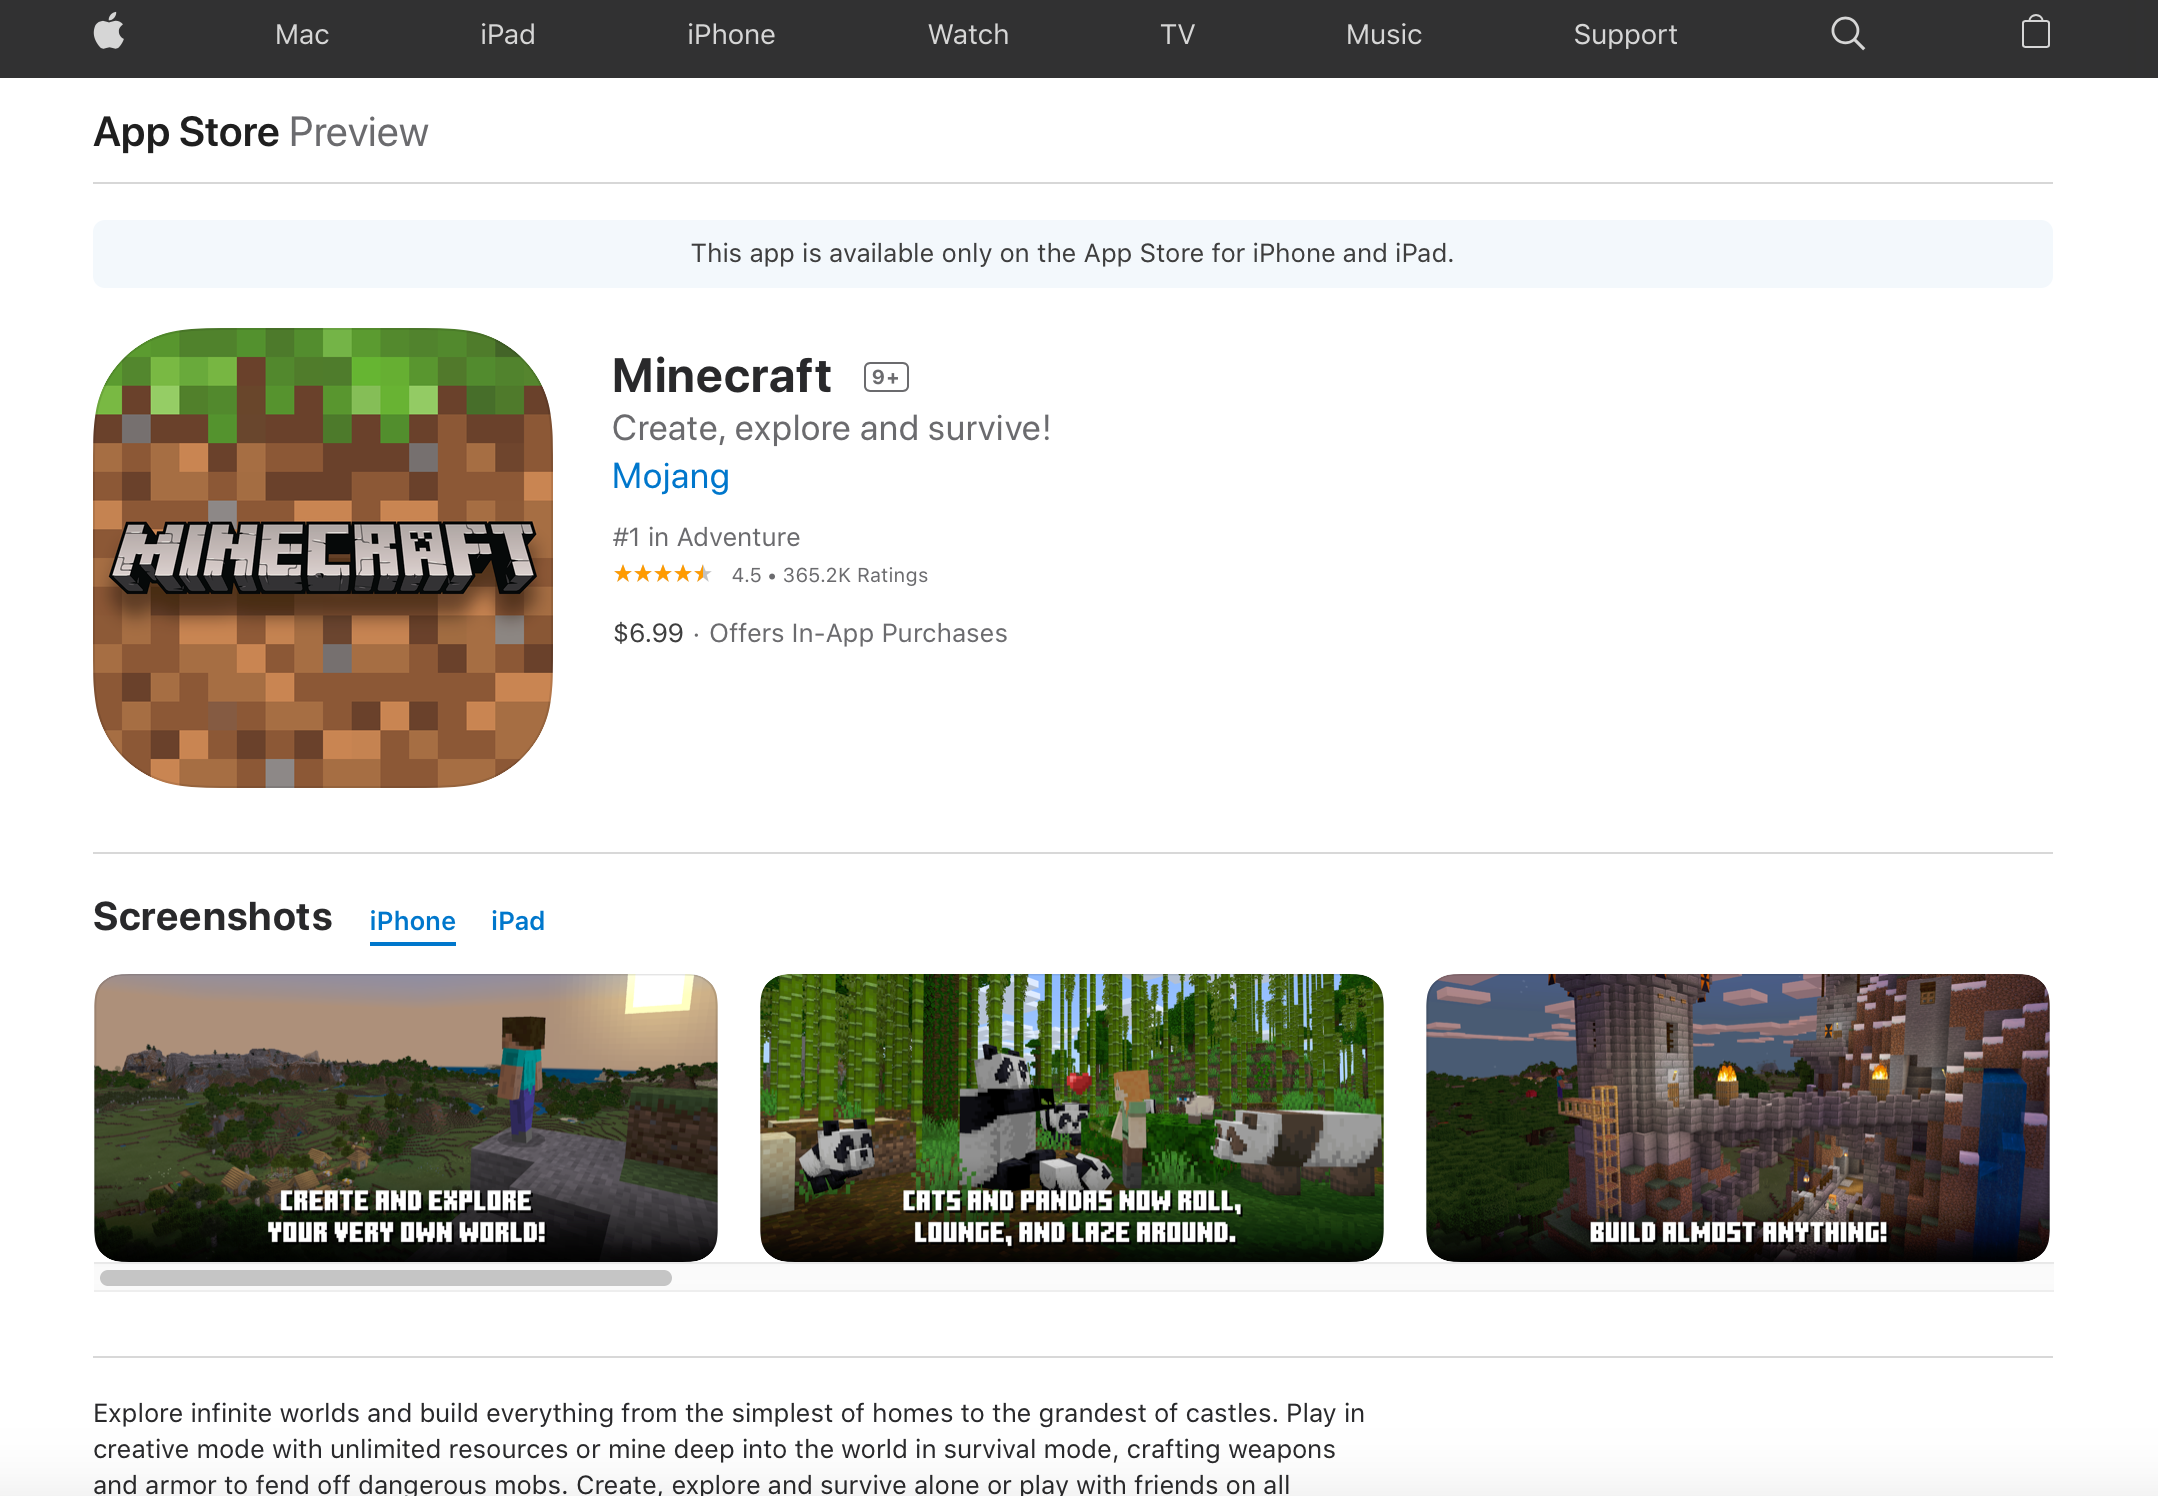 Mac iPad iPhone Watch TV Music Support
App Store Preview
This app is available only on the App Store for iPhone and iPad.
MINECRAFT
Minecraft 9+
Create, explore and survive!
Mojang
#1 in Adventure
4.5 • 365.2K Ratings
$6.99 · Offers In-App Purchases
Screenshots iPhone iPad
CREATE AND EXPLORE
YOUR VERY OWN WORLD!
CATS AND PANDAS NOW ROLL,
LOUNGE, AND LAZE AROUND.
BUILD ALMOST ANYTHING!
Explore infinite worlds and build everything from the simplest of homes to the grandest of castles. Play in
creative mode with unlimited resources or mine deep into the world in survival mode, crafting weapons
and armor to fend off dangerous mobs. Create, explore and survive alone or play with friends on all